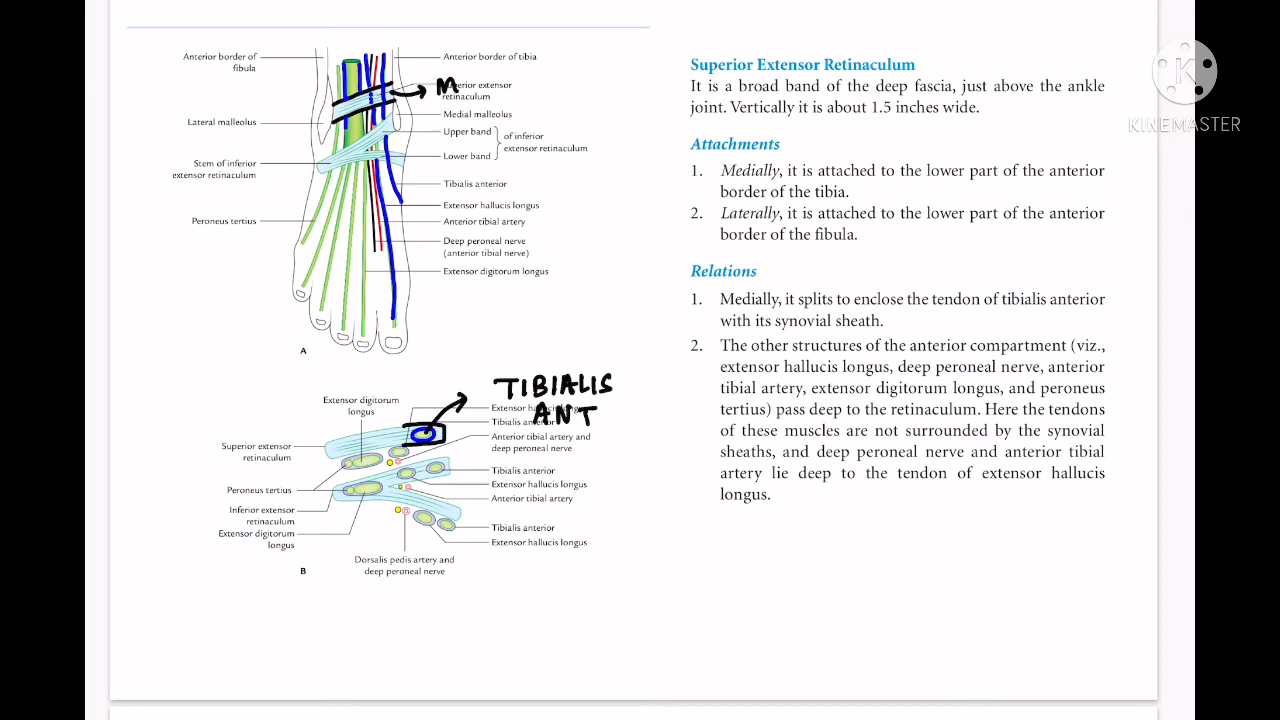 Anterior border of
fibula
Anterior border of tibia
M
retinaculum
Lateral malleolus
Medial malleolus
Upper band
Lower band
of inferior
extensor retinaculum
Stem of inferior
extensor retinaculum
Tibialis anterior
Extensor hallucis longus
Peroneus tertius
Anterior tibial artery
Deep peroneal nerve
(anterior tibial nerve)
Extensor digitorum longus
A
TIBIALIS
ANT
Extensor digitorum
longus
Extensor hallucis longus
Tibialis anterior
Anterior tibial artery and
deep peroneal nerve
Superior extensor
retinaculum
Tibialis anterior
Extensor hallucis longus
Anterior tibial artery
Peroneus tertius
Inferior extensor
retinaculum
Extensor digitorum
longus
Tibialis anterior
Extensor hallucis longus
Dorsalis pedis artery and
deep peroneal nerve
B
Superior Extensor Retinaculum
It is a broad band of the deep fascia, just above the ankle
joint. Vertically it is about 1.5 inches wide.
Attachments
1. Medially, it is attached to the lower part of the anterior
border of the tibia.
2. Laterally, it is attached to the lower part of the anterior
border of the fibula.
Relations
1. Medially, it splits to enclose the tendon of tibialis anterior
with its synovial sheath.
2. The other structures of the anterior compartment (viz.,
extensor hallucis longus, deep peroneal nerve, anterior
tibial artery, extensor digitorum longus, and peroneus
tertius) pass deep to the retinaculum. Here the tendons
of these muscles are not surrounded by the synovial
sheaths, and deep peroneal nerve and anterior tibial
artery lie deep to the tendon of extensor hallucis
longus.
K
KINEMASTER